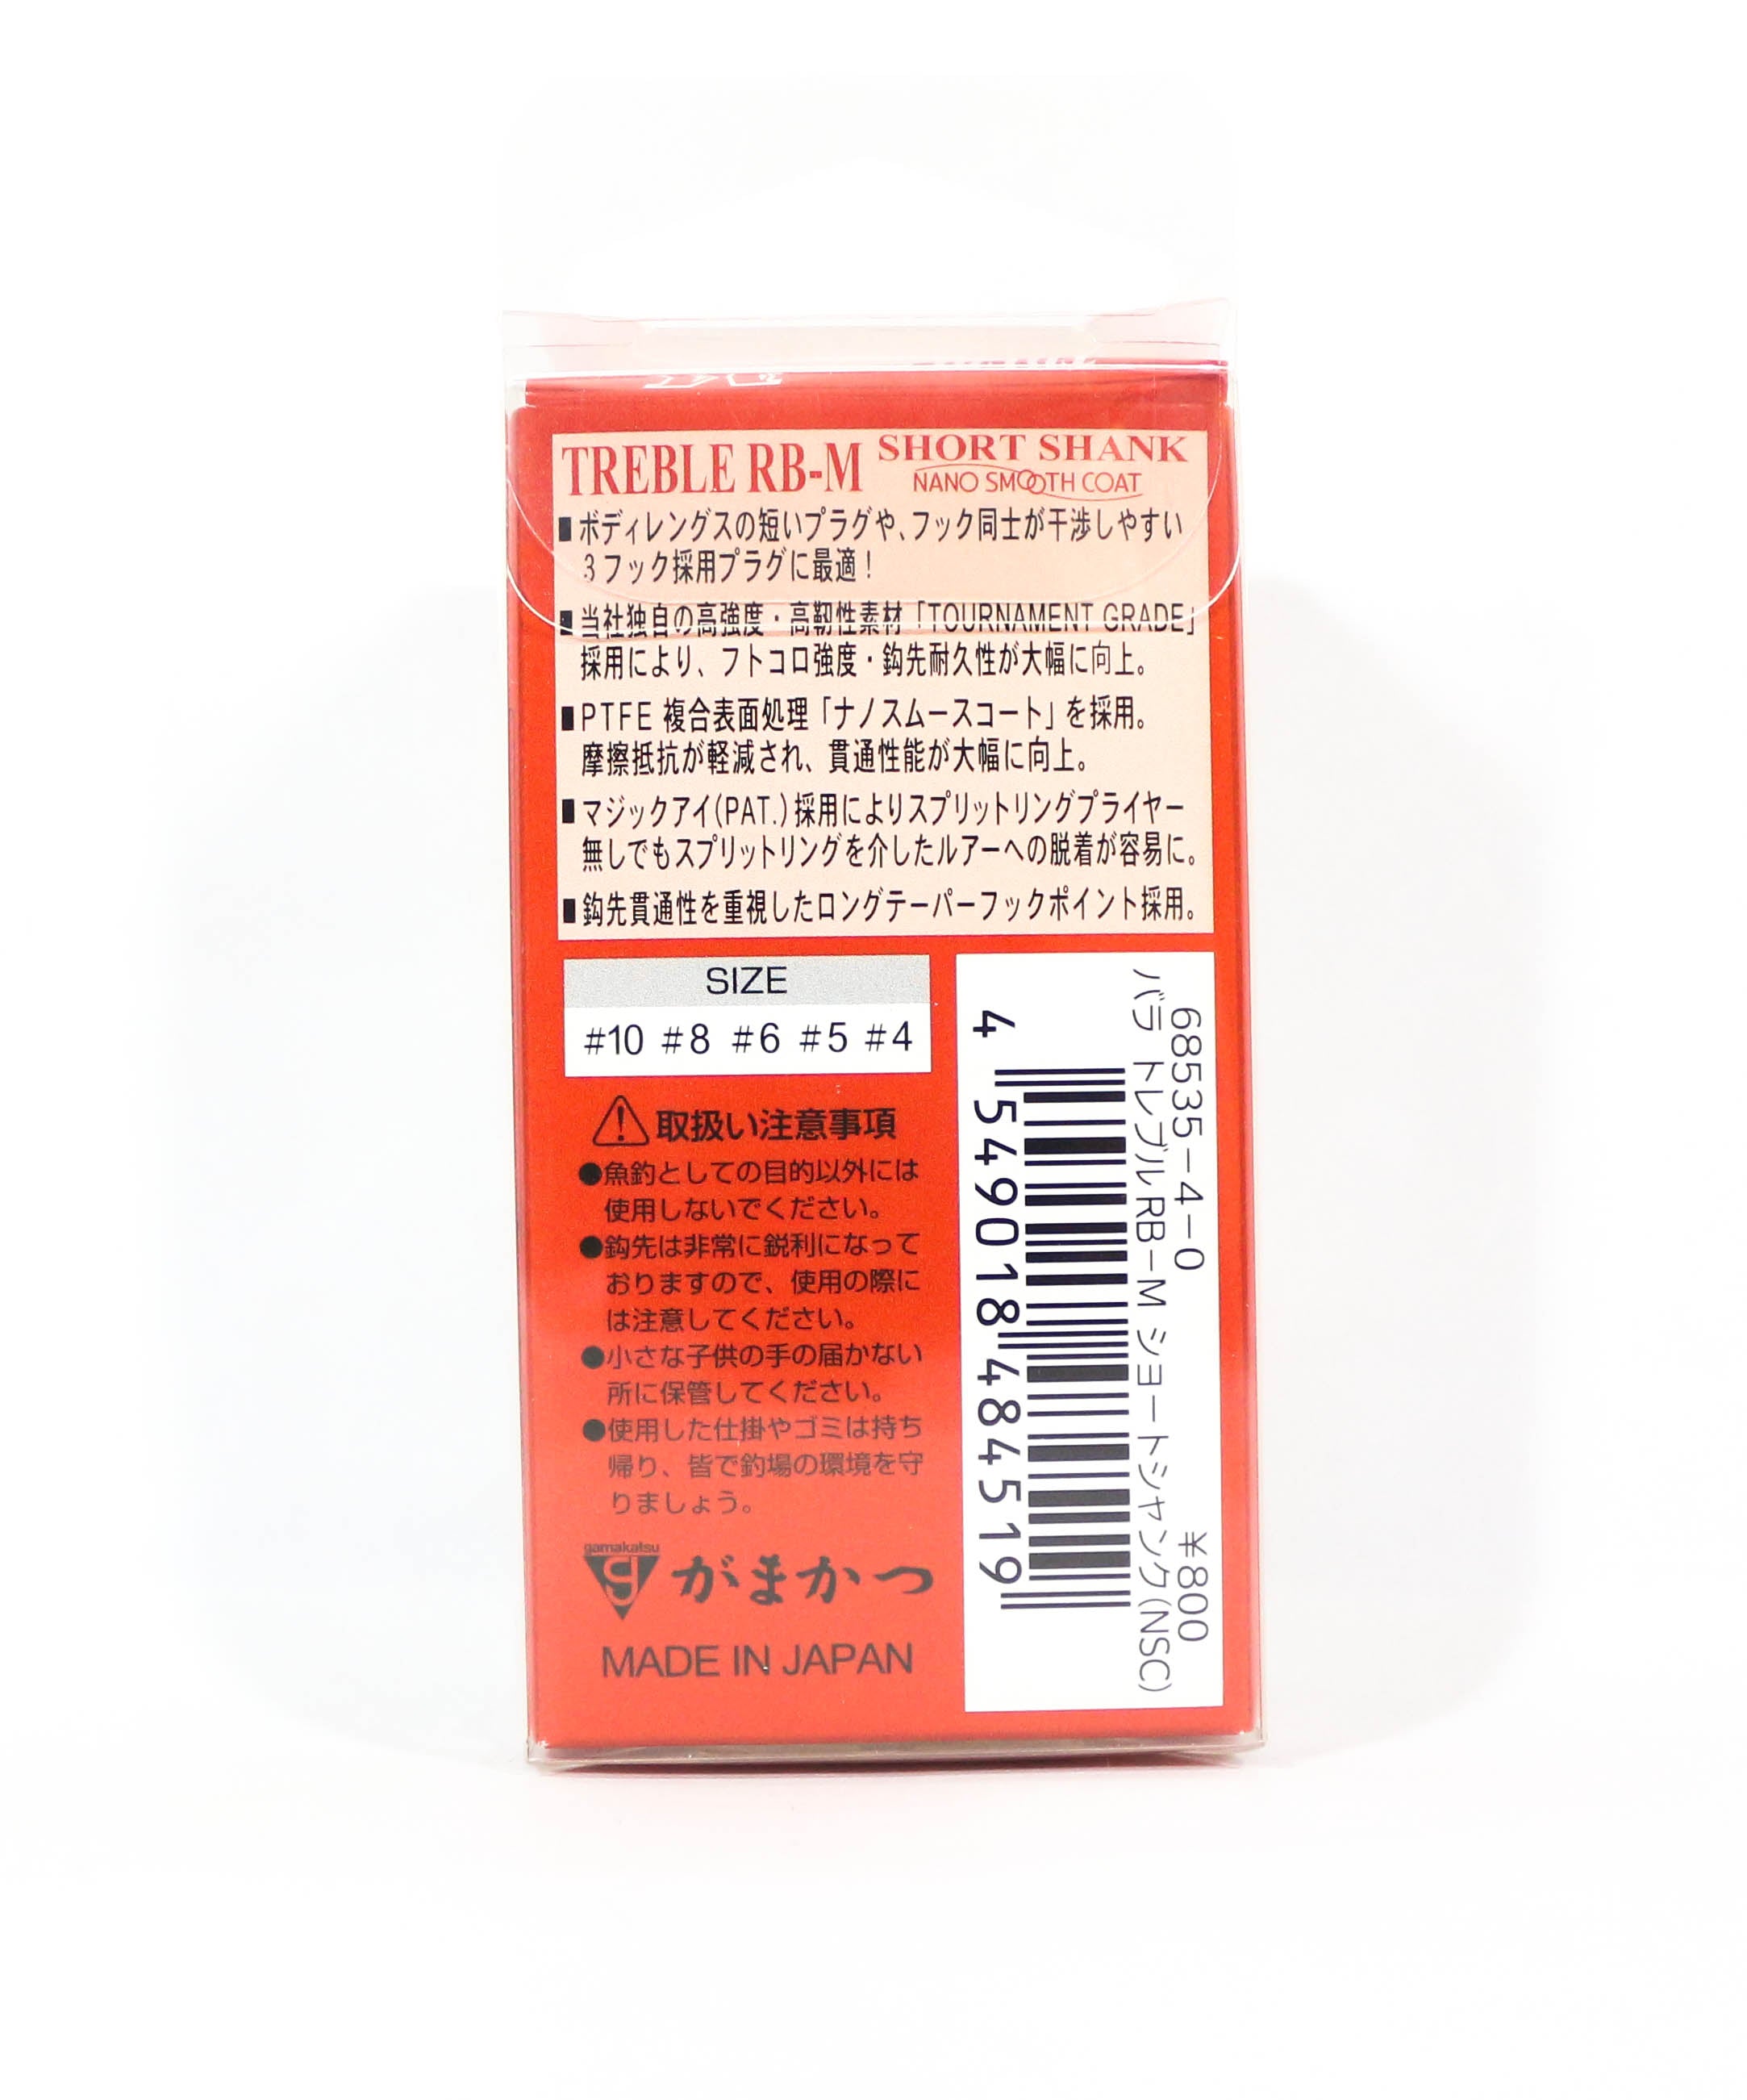 TREBLE RB-M SHORT SHANK
NANO SMOOTH COAT
■ボディレングスの短いプラグや、フック同士が干渉しやすい
3フック採用プラグに最適！
■当社独自の高強度・高靭性素材「TOURNAMENT GRADE」
採用により、フトコロ強度・鈎先耐久性が大幅に向上。
■PTFE 複合表面処理「ナノスムースコート」を採用。
摩擦抵抗が軽減され、貫通性能が大幅に向上。
■マジックアイ(PAT.)採用によりスプリットリングプライヤー
無しでもスプリットリングを介したルアーへの脱着が容易に。
■鈎先貫通性を重視したロングテーパーフックポイント採用。
SIZE
#10 #8 #6 #5 #4
取扱い注意事項
●魚釣としての目的以外には
使用しないでください。
●鈎先は非常に鋭利になって
おりますので、使用の際に
は注意してください。
●小さな子供の手の届かない
所に保管してください。
●使用した仕掛やゴミは持ち
帰り、皆で釣場の環境を守
りましょう。
gamakatsu
がまかつ
MADE IN JAPAN
68535-4-0 ¥800
バラ トレブルRB-M ショートシャンク(NSC)
4 549018 484519